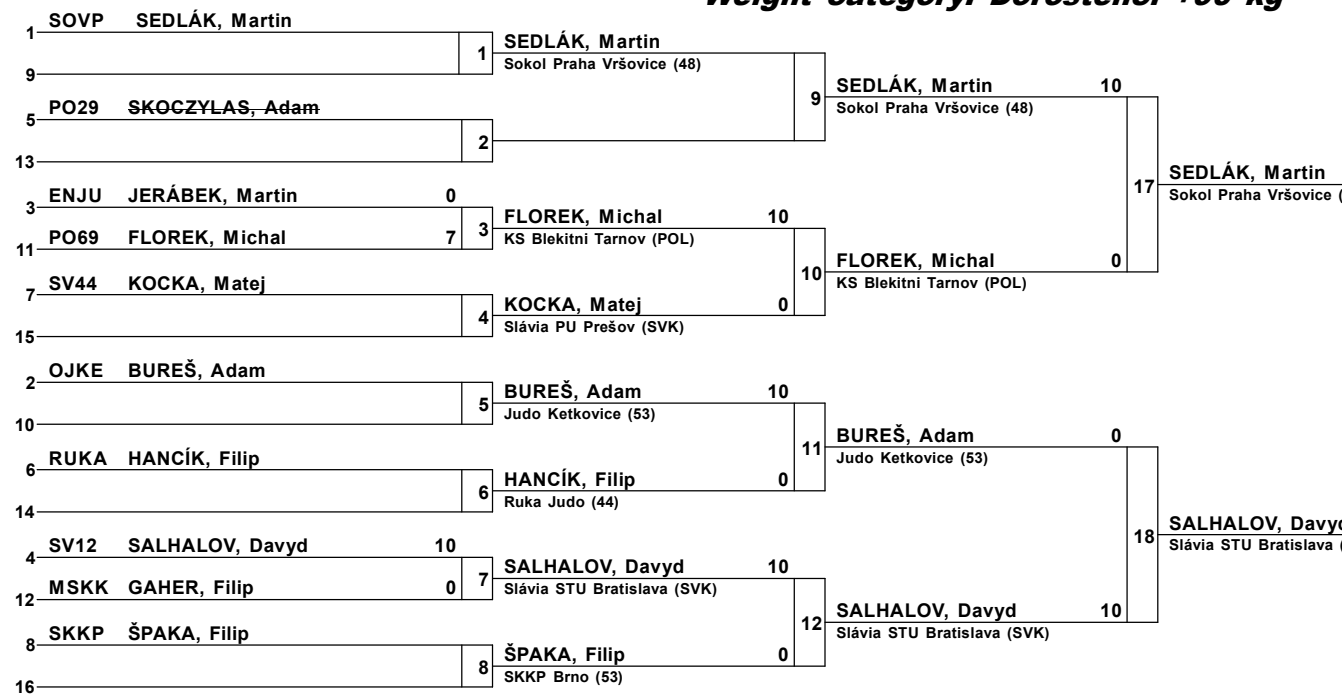 Weight category: Dorostenci +90 kg
SOVP SEDLÁK, Martin
1
9
1
SEDLÁK, Martin
Sokol Praha Vršovice (48)
PO29 SKOCZYLAS, Adam
5
13
2
9
SEDLÁK, Martin 10
Sokol Praha Vršovice (48)
ENJU JERÁBEK, Martin 0
3
PO69 FLOREK, Michal 7
11
3
FLOREK, Michal 10
KS Blekitni Tarnov (POL)
SV44 KOCKA, Matej
7
15
4
KOCKA, Matej 0
Slávia PU Prešov (SVK)
10
FLOREK, Michal 0
KS Blekitni Tarnov (POL)
17
SEDLÁK, Martin
Sokol Praha Vršovice (
OJKE BUREŠ, Adam
2
10
5
BUREŠ, Adam 10
Judo Ketkovice (53)
RUKA HANCÍK, Filip
6
14
6
HANCÍK, Filip 0
Ruka Judo (44)
11
BUREŠ, Adam 0
Judo Ketkovice (53)
SV12 SALHALOV, Davyd 10
4
MSKK GAHER, Filip 0
12
7
SALHALOV, Davyd 10
Slávia STU Bratislava (SVK)
SKKP ŠPAKA, Filip
8
16
8
ŠPAKA, Filip 0
SKKP Brno (53)
12
SALHALOV, Davyd 10
Slávia STU Bratislava (SVK)
18
SALHALOV, Davyd
Slávia STU Bratislava (